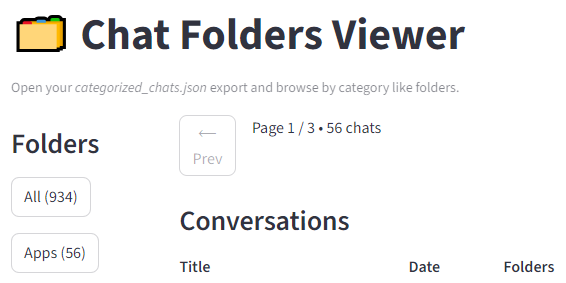 Chat Folders Viewer
Open your categorized_chats.json export and browse by category like folders.
Folders
All (934)
Apps (56)
← Prev
Page 1 / 3 • 56 chats
Conversations
Title Date Folders